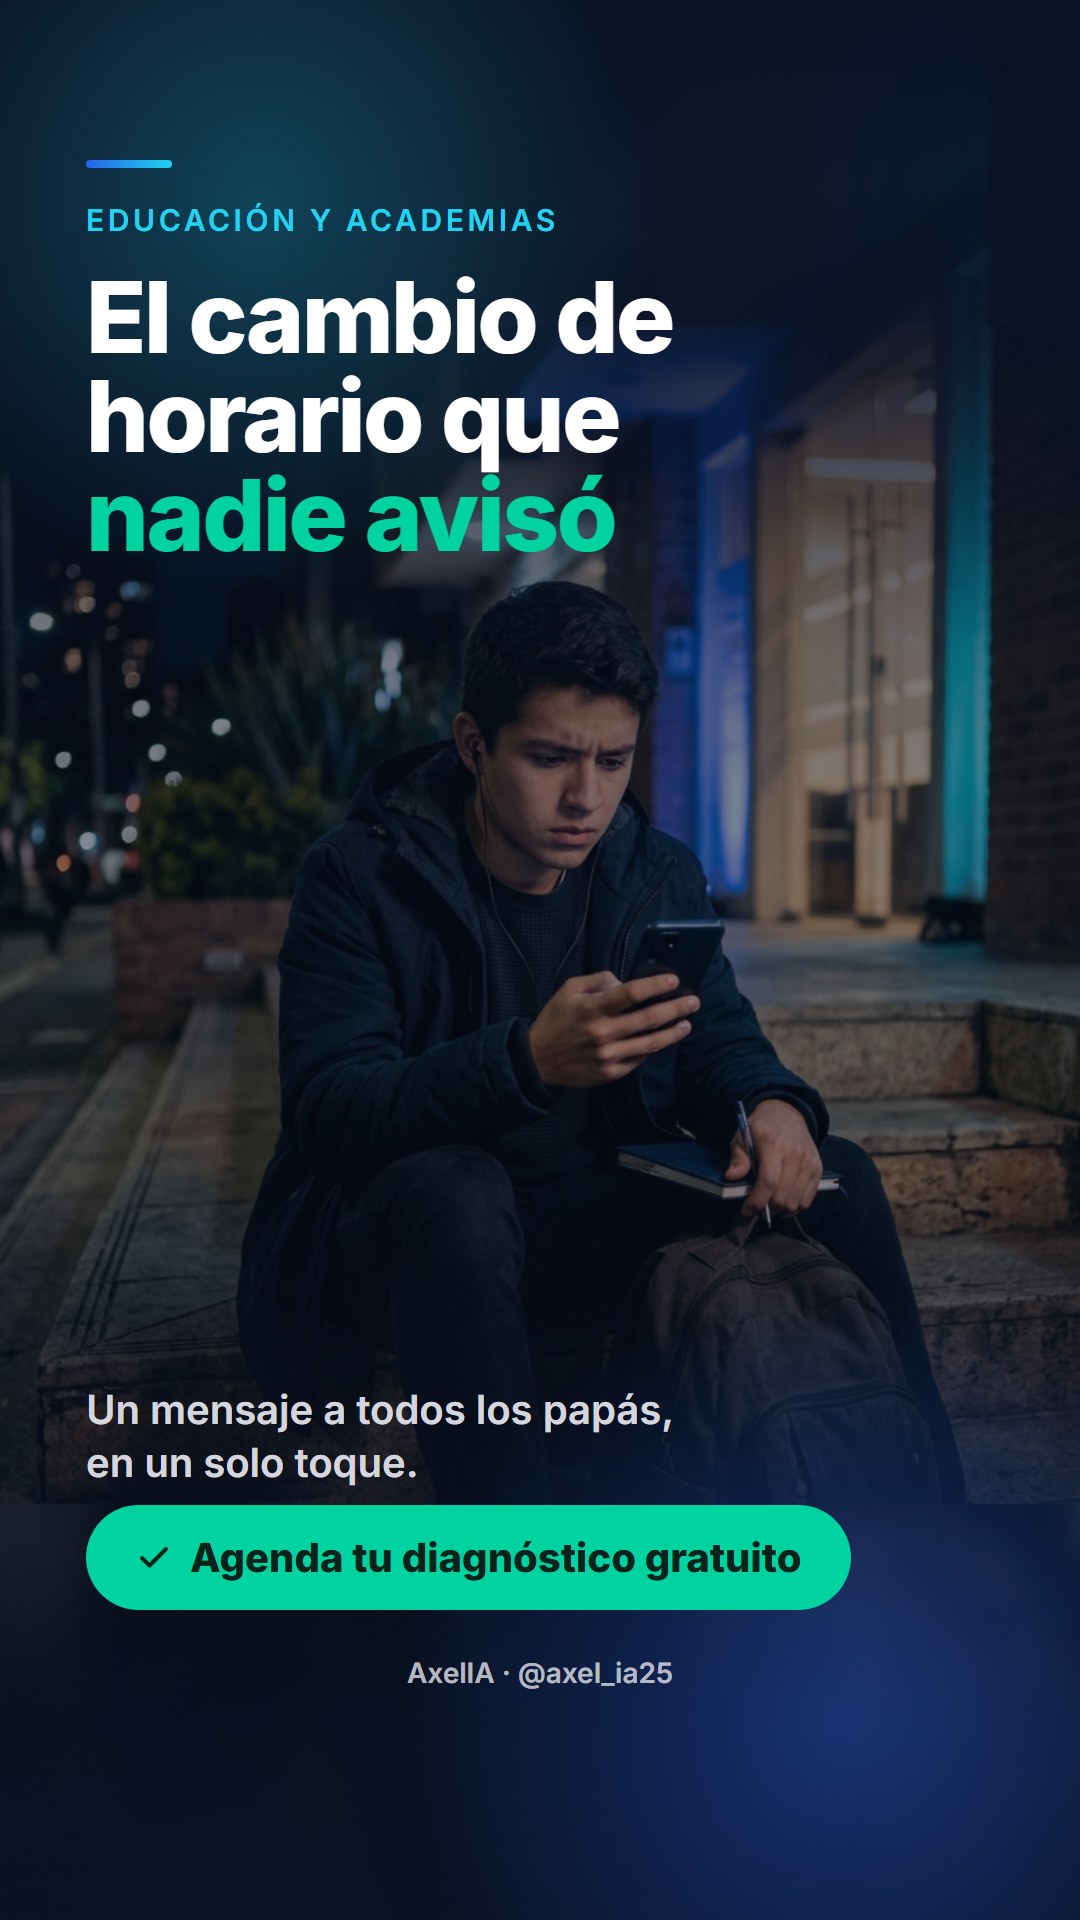 EDUCACIÓN Y ACADEMIAS
El cambio de
horario que
nadie avisó
Un mensaje a todos los papás,
en un solo toque.
Agenda tu diagnóstico gratuito
AxelIA · @axel_ia25